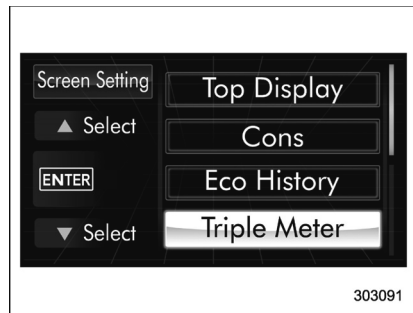 Screen Setting
▲ Select
ENTER
▼ Select
Top Display
Cons
Eco History
Triple Meter
303091